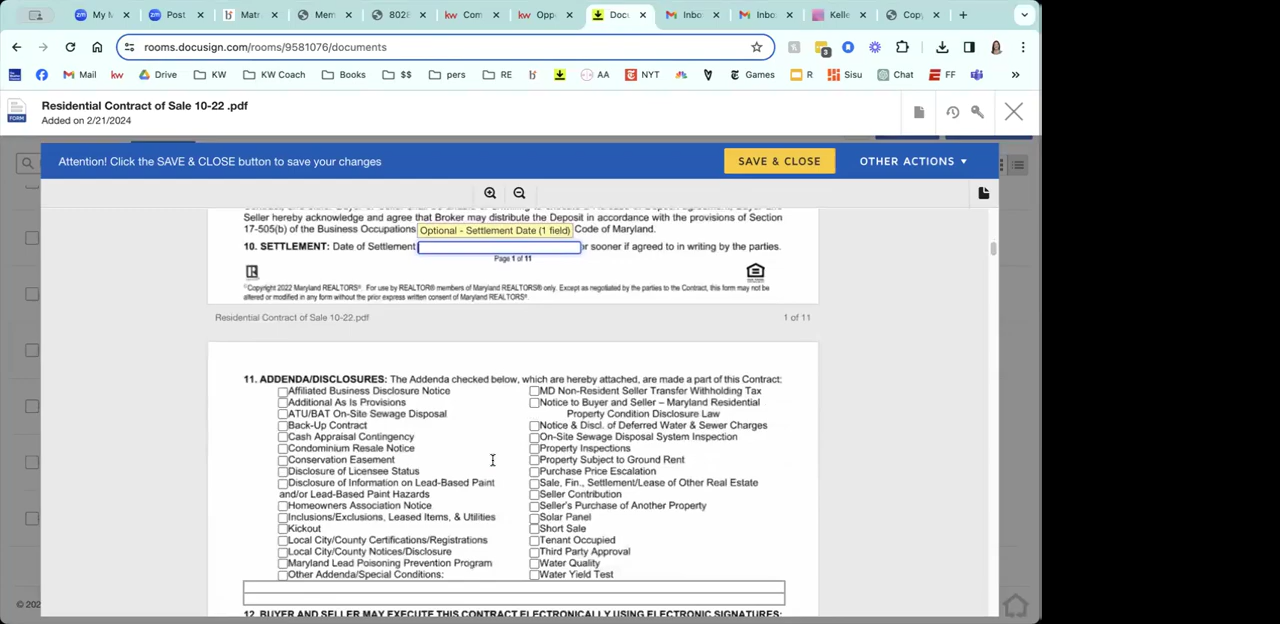 My M
Post
Matr
Mem
8028
Com
Opp
Docu
Inbo
Inbo
Kelle
Copy
rooms.docusign.com/rooms/9581076/documents
Mail
Drive
KW
KW Coach
Books
$$
pers
RE
AA
NYT
Games
R
Sisu
Chat
FF
Residential Contract of Sale 10-22 .pdf
Added on 2/21/2024
Attention! Click the SAVE & CLOSE button to save your changes
SAVE & CLOSE
OTHER ACTIONS
Seller hereby acknowledge and agree that Broker may distribute the Deposit in accordance with the provisions of Section
17-505(b) of the Business Occupations
Optional - Settlement Date (1 field)
Code of Maryland.
10. SETTLEMENT: Date of Settlement
or sooner if agreed to in writing by the parties.
Page 1 of 11
©Copyright 2022 Maryland REALTORS®. For use by REALTOR® members of Maryland REALTORS® only. Except as negotiated by the parties to the Contract, this form may not be
altered or modified in any form without the prior express written consent of Maryland REALTORS®.
Residential Contract of Sale 10-22.pdf
1 of 11
11. ADDENDA/DISCLOSURES: The Addenda checked below, which are hereby attached, are made a part of this Contract:
Affiliated Business Disclosure Notice
Additional As Is Provisions
ATU/BAT On-Site Sewage Disposal
Back-Up Contract
Cash Appraisal Contingency
Condominium Resale Notice
Conservation Easement
Disclosure of Licensee Status
Disclosure of Information on Lead-Based Paint
and/or Lead-Based Paint Hazards
Homeowners Association Notice
Inclusions/Exclusions, Leased Items, & Utilities
Kickout
Local City/County Certifications/Registrations
Local City/County Notices/Disclosure
Maryland Lead Poisoning Prevention Program
Other Addenda/Special Conditions:
MD Non-Resident Seller Transfer Withholding Tax
Notice to Buyer and Seller – Maryland Residential
Property Condition Disclosure Law
Notice & Discl. of Deferred Water & Sewer Charges
On-Site Sewage Disposal System Inspection
Property Inspections
Property Subject to Ground Rent
Purchase Price Escalation
Sale, Fin., Settlement/Lease of Other Real Estate
Seller Contribution
Seller's Purchase of Another Property
Solar Panel
Short Sale
Tenant Occupied
Third Party Approval
Water Quality
Water Yield Test
12. BUYER AND SELLER MAY EXECUTE THIS CONTRACT ELECTRONICALLY USING ELECTRONIC SIGNATURES:
© 202